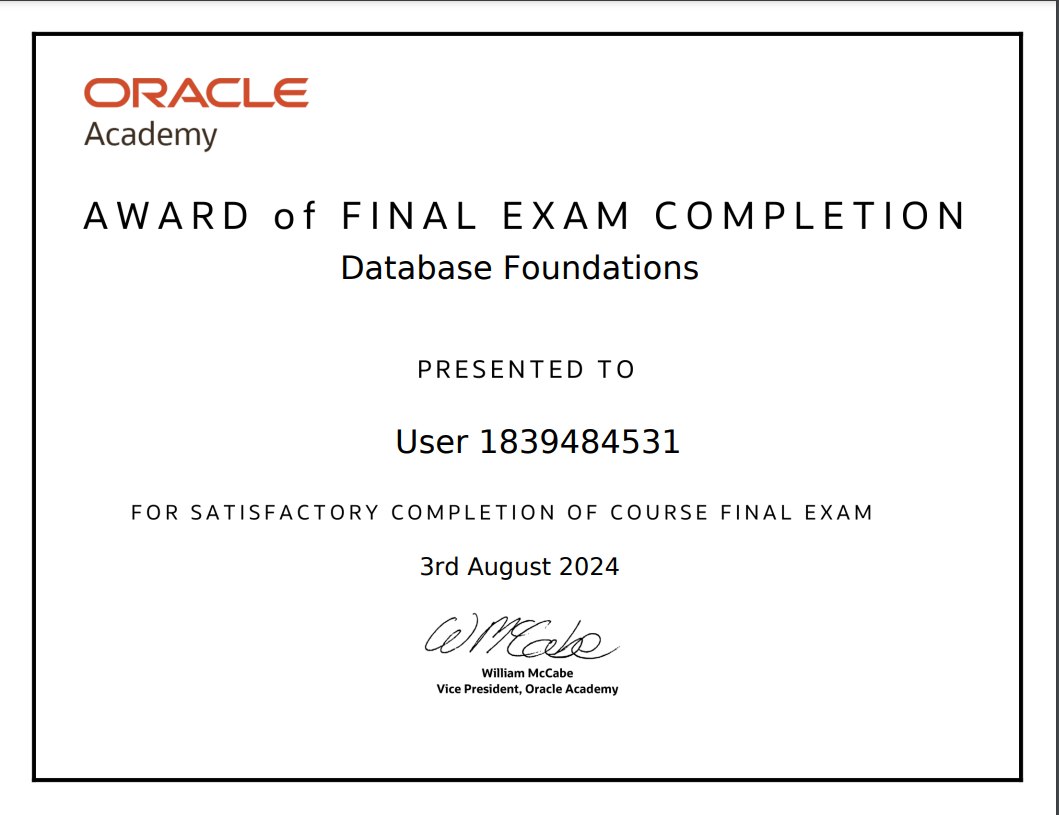 ORACLE
Academy
AWARD of FINAL EXAM COMPLETION
Database Foundations
PRESENTED TO
User 1839484531
FOR SATISFACTORY COMPLETION OF COURSE FINAL EXAM
3rd August 2024
W McCabe
William McCabe
Vice President, Oracle Academy